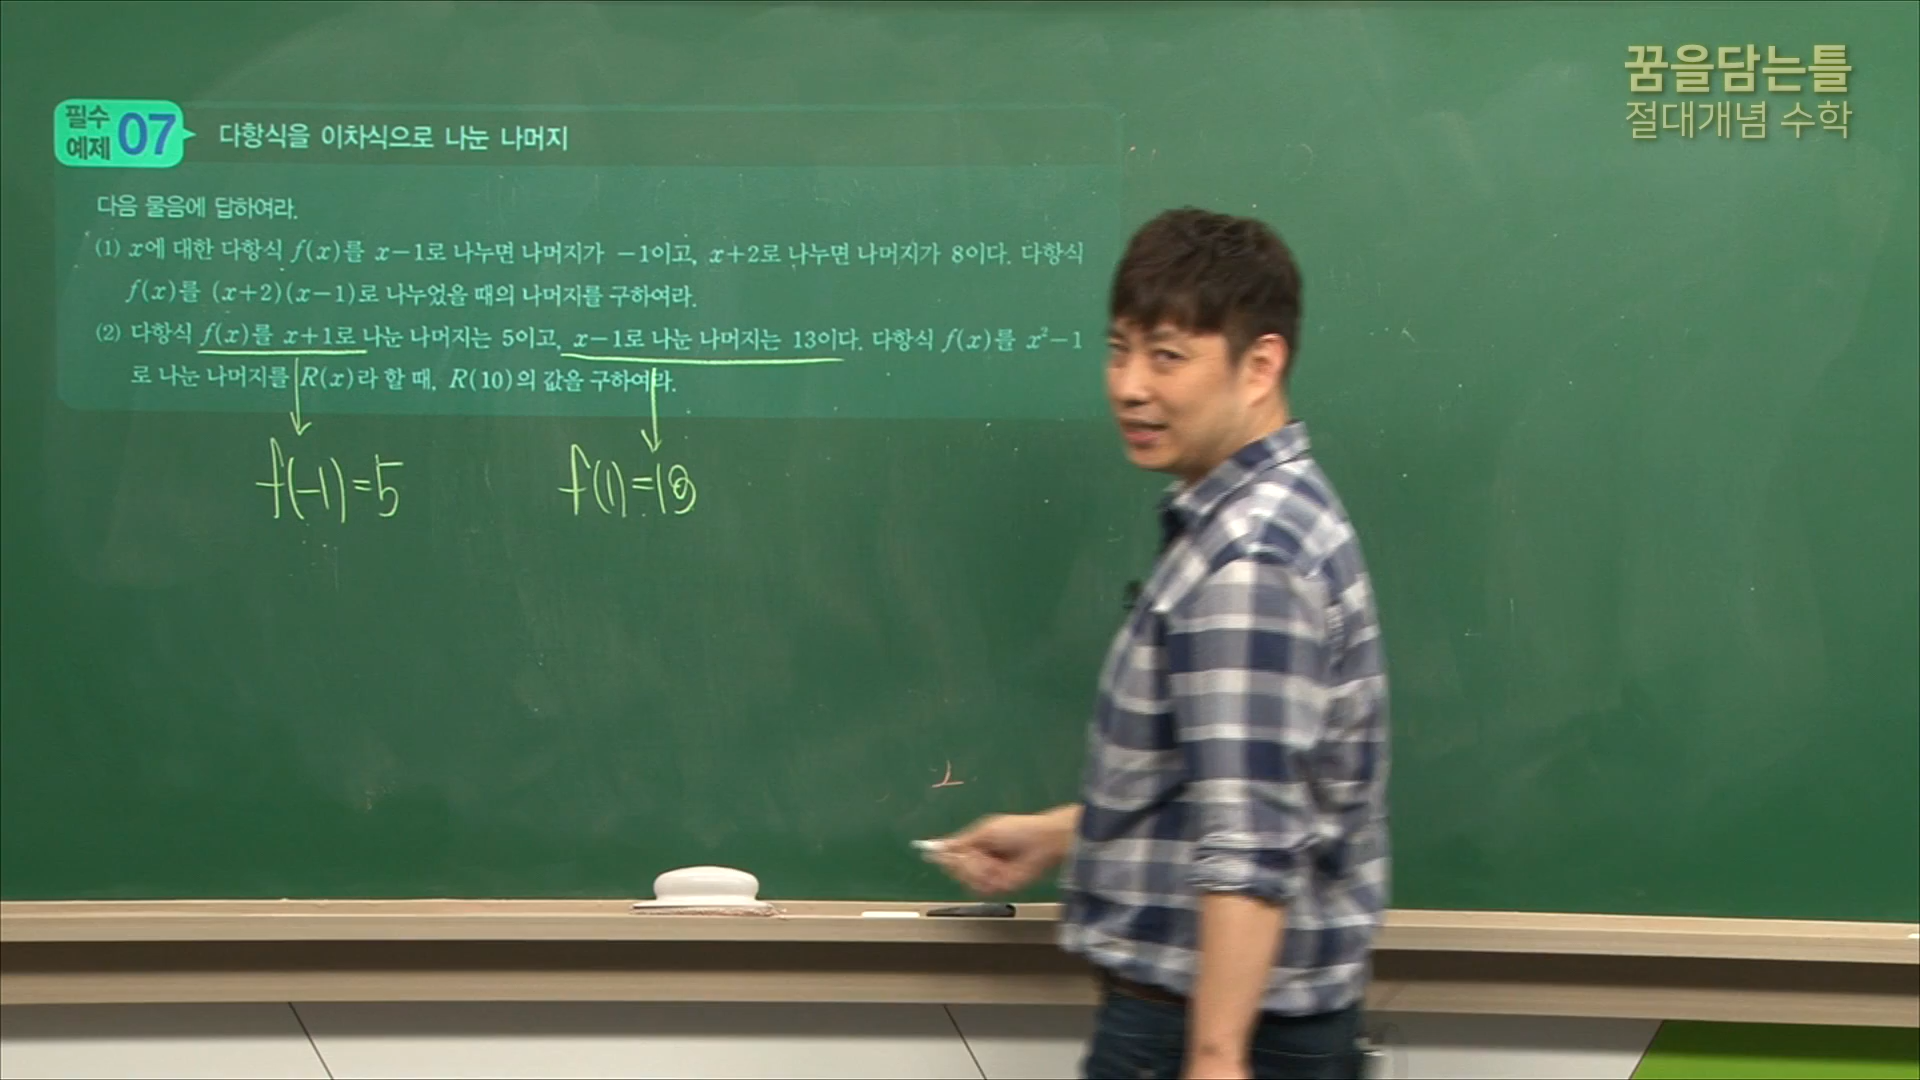 꿈을담는틀
절대개념 수학
필수
예제 07 다항식을 이차식으로 나눈 나머지
다음 물음에 답하여라.
(1) x에 대한 다항식 f(x)를 x−1로 나누면 나머지가 −1이고, x+2로 나누면 나머지가 8이다. 다항식
f(x)를 (x+2)(x−1)로 나누었을 때의 나머지를 구하여라.
(2) 다항식 f(x)를 x+1로 나눈 나머지는 5이고, x−1로 나눈 나머지는 13이다. 다항식 f(x)를 x²−1
로 나눈 나머지를 R(x)라 할 때, R(10)의 값을 구하여라.
f(-1)=5 f(1)=13